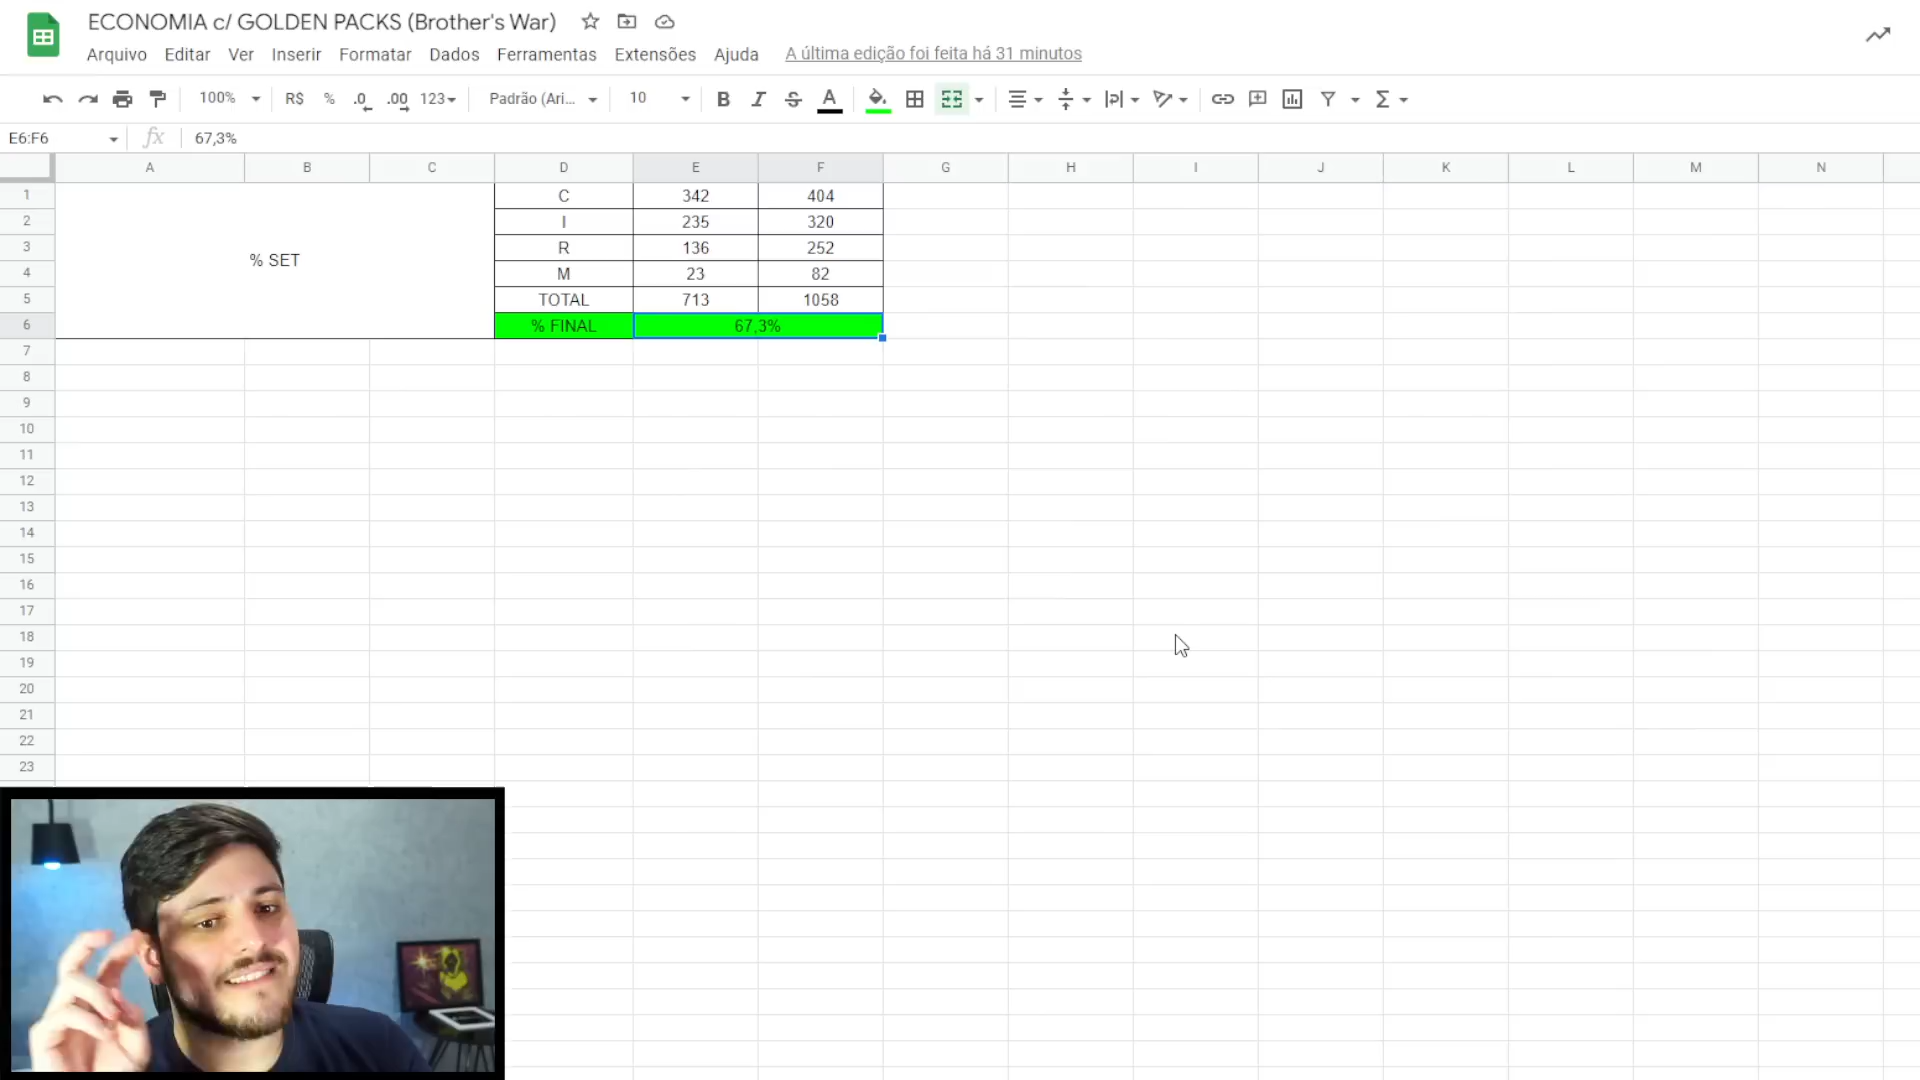 ECONOMIA c/ GOLDEN PACKS (Brother's War)
Arquivo Editar Ver Inserir Formatar Dados Ferramentas Extensões Ajuda A última edição foi feita há 31 minutos
100% R$ % .0 .00 123 Padrão (Ari... 10 B I S A Σ
E6:F6 fx 67,3%
A B C D E F G H I J K L M N
1 C 342 404
2 I 235 320
3 R 136 252
% SET
4 M 23 82
5 TOTAL 713 1058
6 % FINAL 67,3%
7
8
9
10
11
12
13
14
15
16
17
18
19
20
21
22
23